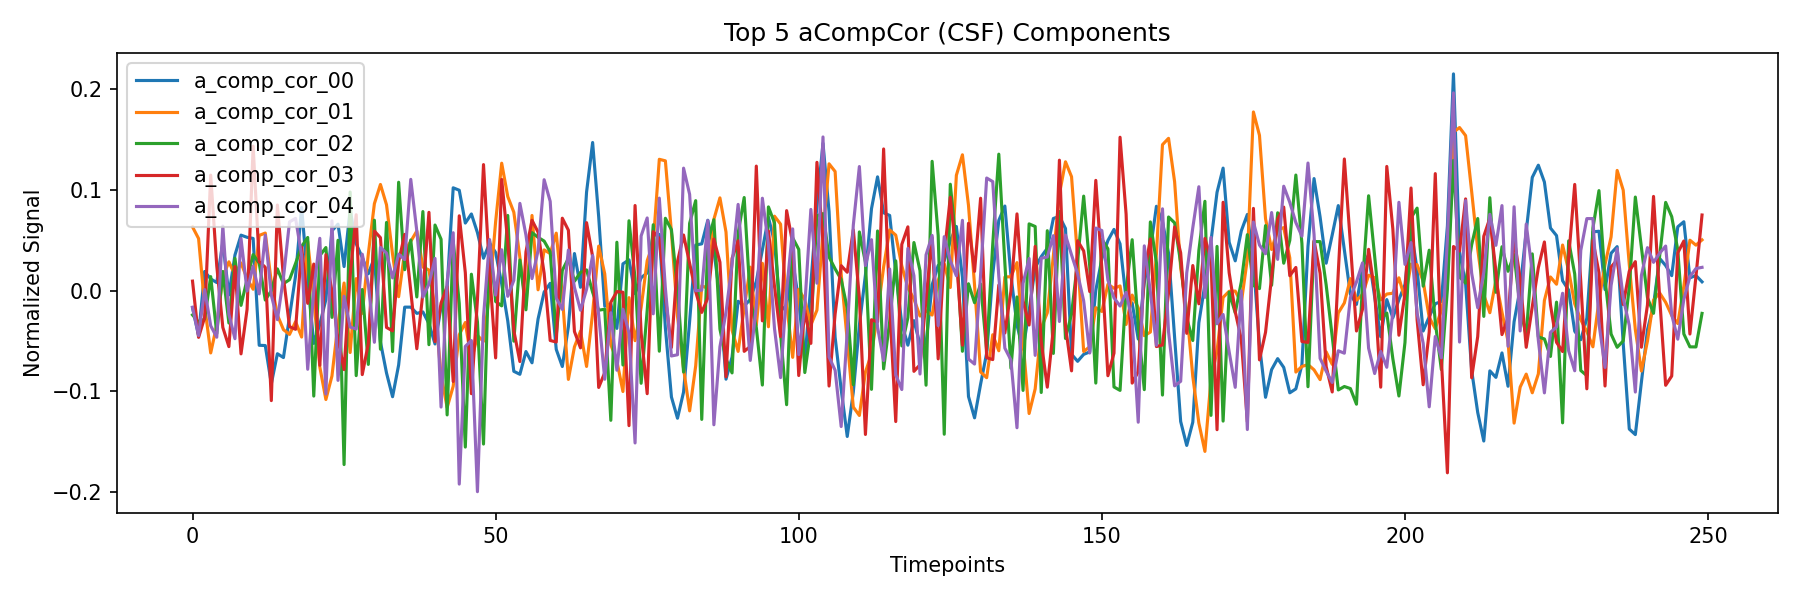 Top 5 aCompCor (CSF) Components
a_comp_cor_00
a_comp_cor_01
a_comp_cor_02
a_comp_cor_03
a_comp_cor_04
Normalized Signal
0.2
0.1
0.0
−0.1
−0.2
0 50 100 150 200 250
Timepoints